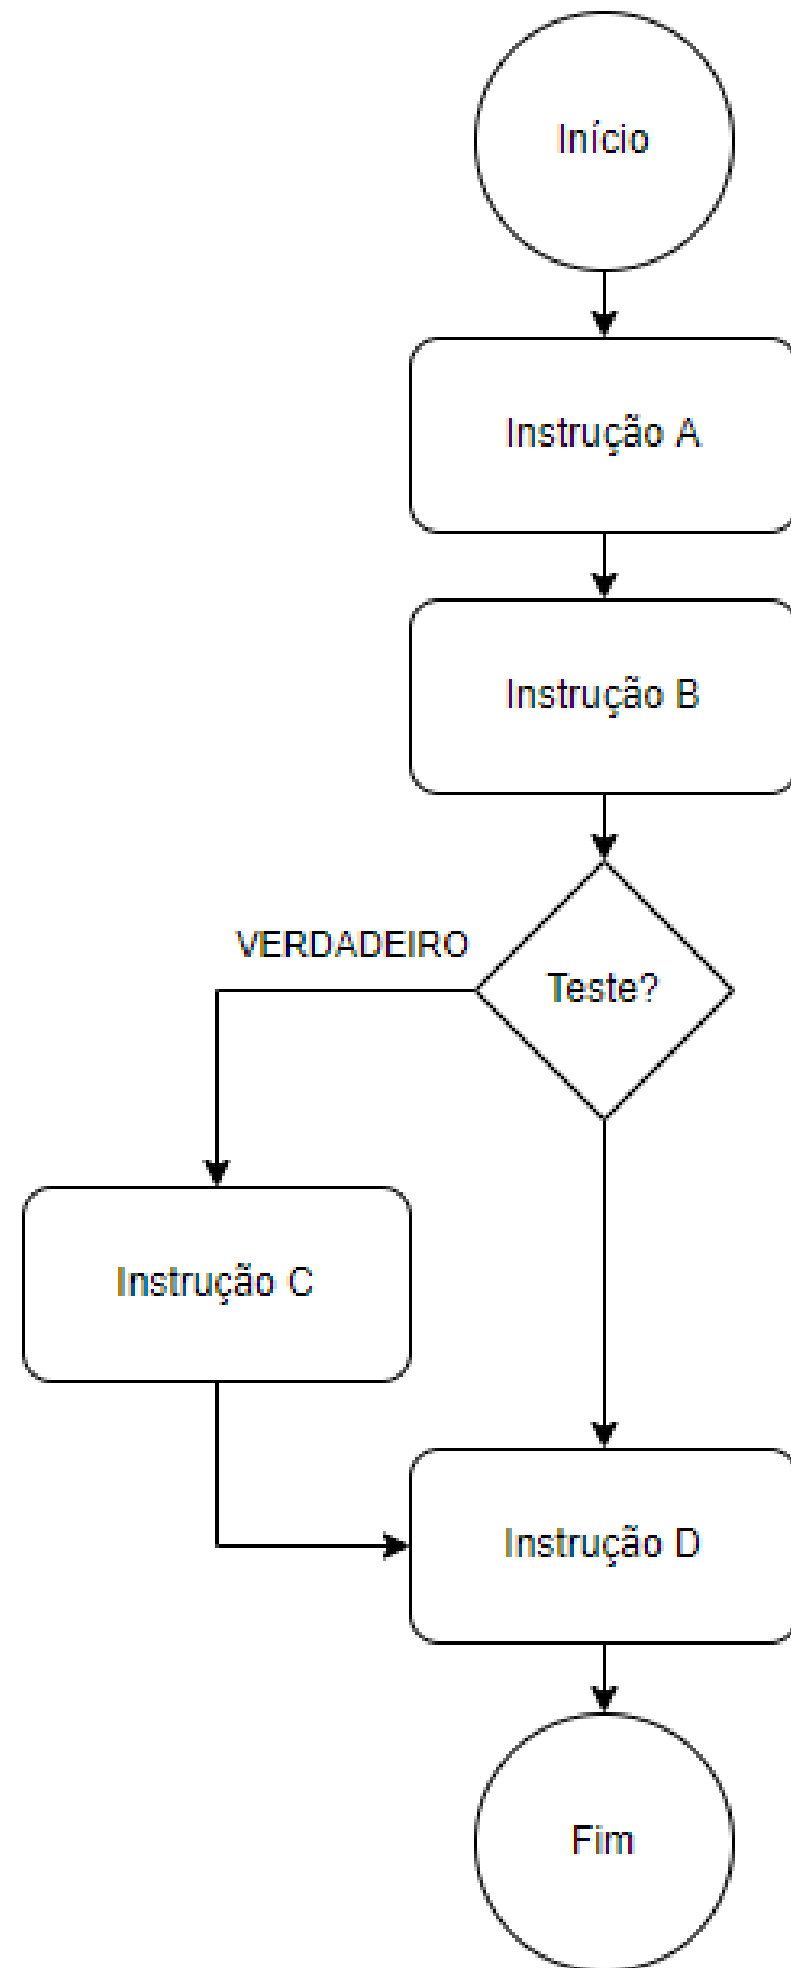 Início
Instrução A
Instrução B
VERDADEIRO
Teste?
Instrução C
Instrução D
Fim